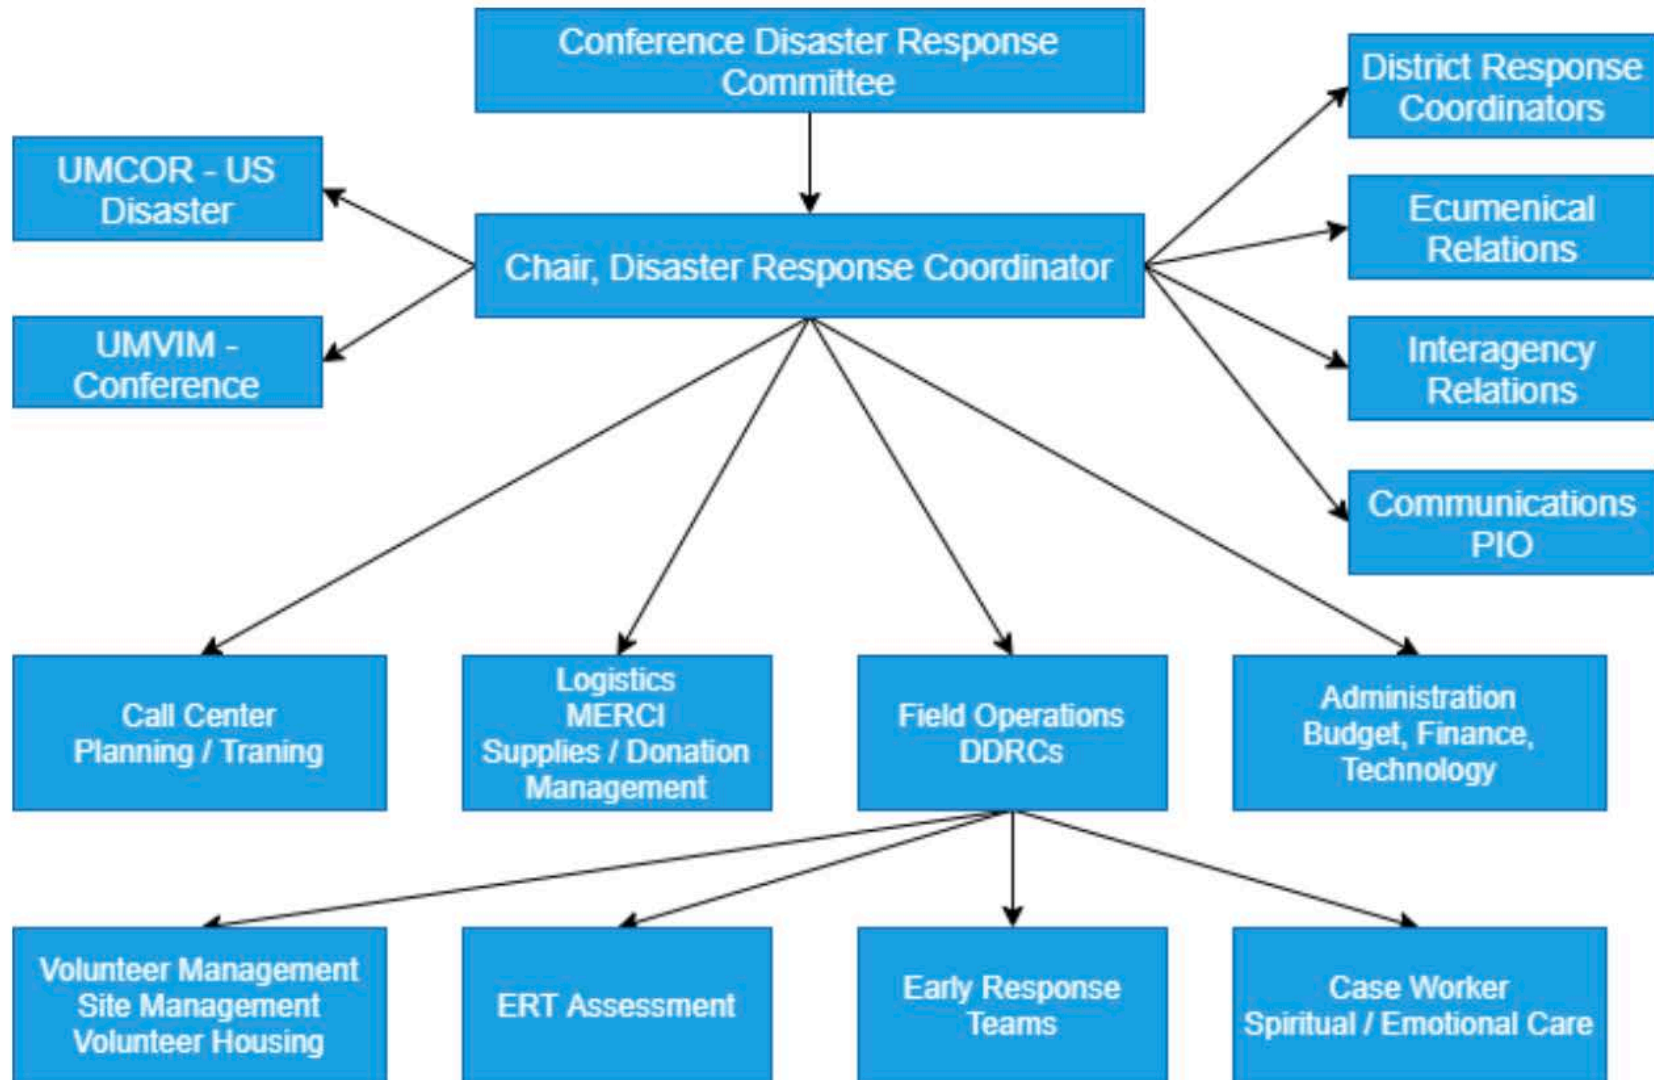 Conference Disaster Response
Committee
District Response
Coordinators
UMCOR - US
Disaster
Ecumenical
Relations
Chair, Disaster Response Coordinator
UMVIM -
Conference
Interagency
Relations
Communications
PIO
Call Center
Planning / Traning
Logistics
MERCI
Supplies / Donation
Management
Field Operations
DDRCs
Administration
Budget, Finance,
Technology
Volunteer Management
Site Management
Volunteer Housing
ERT Assessment
Early Response
Teams
Case Worker
Spiritual / Emotional Care